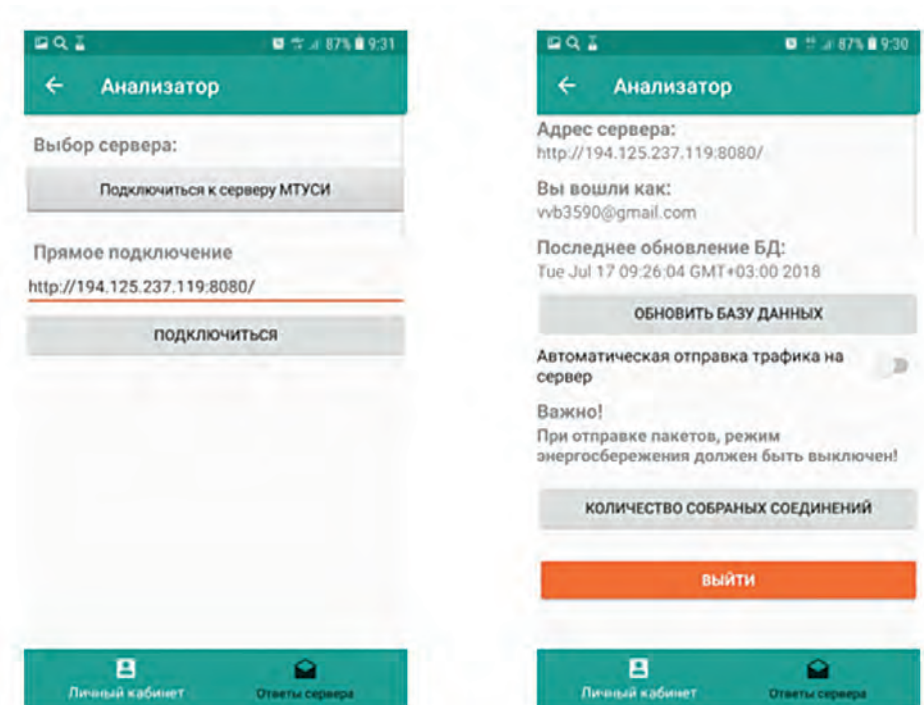 87% 9:31
Анализатор
Выбор сервера:
Подключиться к серверу МТУСИ
Прямое подключение
http://194.125.237.119:8080/
ПОДКЛЮЧИТЬСЯ
Личный кабинет
Ответы сервера
87% 9:30
Анализатор
Адрес сервера:
http://194.125.237.119:8080/
Вы вошли как:
vvb3590@gmail.com
Последнее обновление БД:
Tue Jul 17 09:26:04 GMT+03:00 2018
ОБНОВИТЬ БАЗУ ДАННЫХ
Автоматическая отправка трафика на
сервер
Важно!
При отправке пакетов, режим
энергосбережения должен быть выключен!
КОЛИЧЕСТВО СОБРАНЫХ СОЕДИНЕНИЙ
ВЫЙТИ
Личный кабинет
Ответы сервера